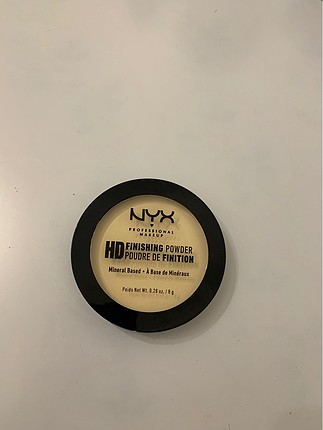 NYX
PROFESSIONAL
MAKEUP
HD FINISHING POWDER
POUDRE DE FINITION
Mineral Based • À Base de Minéraux
Poids Net Wt. 0.28 oz. / 8 g